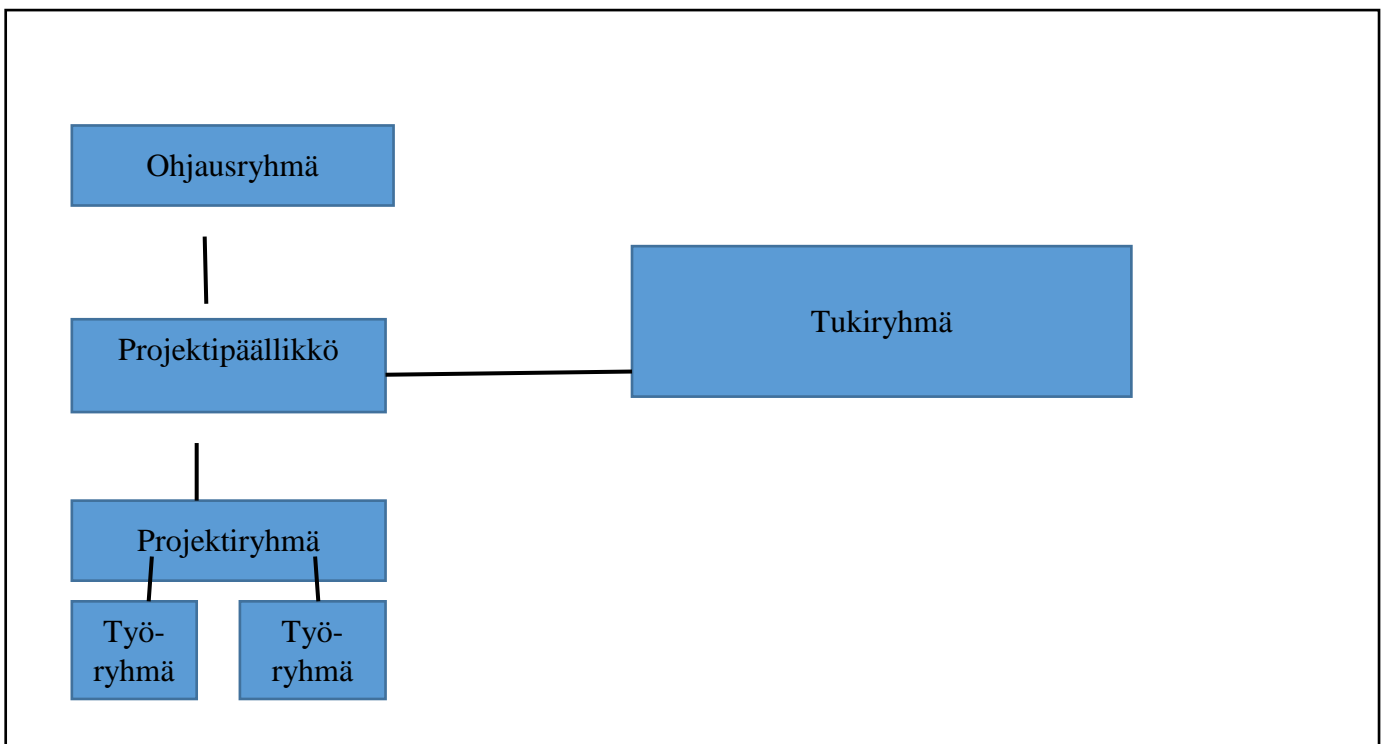 Ohjausryhmä
Tukiryhmä
Projektipäällikkö
Projektiryhmä
Työ-
ryhmä
Työ-
ryhmä